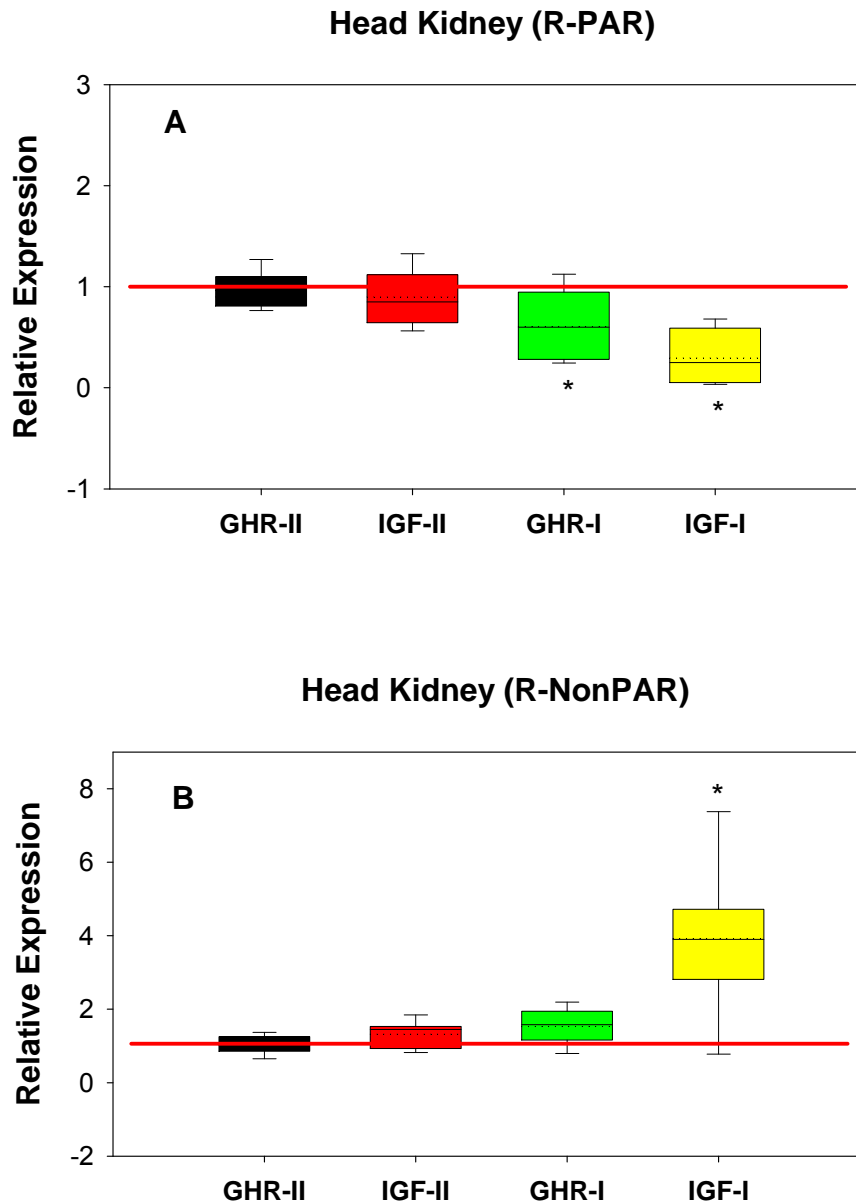 Head Kidney (R-PAR)
3
A
2
1
0
-1
Relative Expression
*
*
GHR-II IGF-II GHR-I IGF-I
Head Kidney (R-NonPAR)
8
B
*
6
4
2
0
-2
Relative Expression
GHR-II IGF-II GHR-I IGF-I